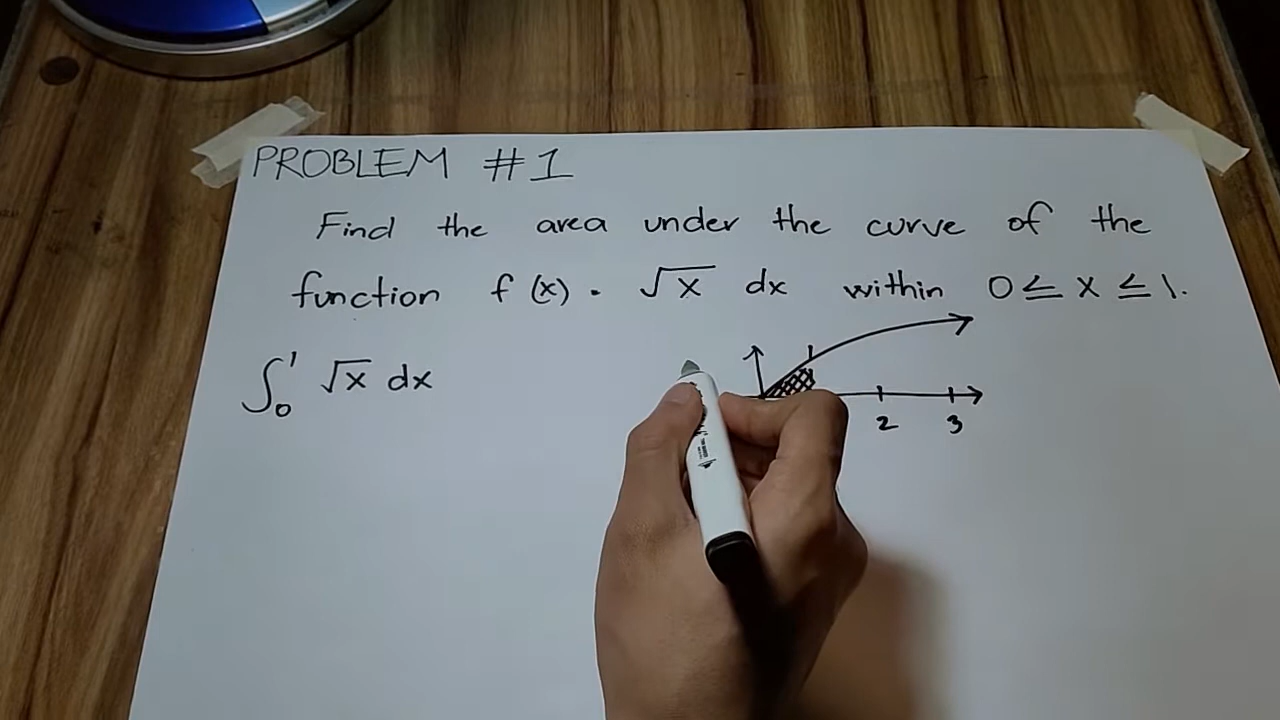 PROBLEM #1
Find the area under the curve of the
function f(x) = √x dx within 0 ≤ x ≤ 1.
∫₀¹ √x dx
2 3